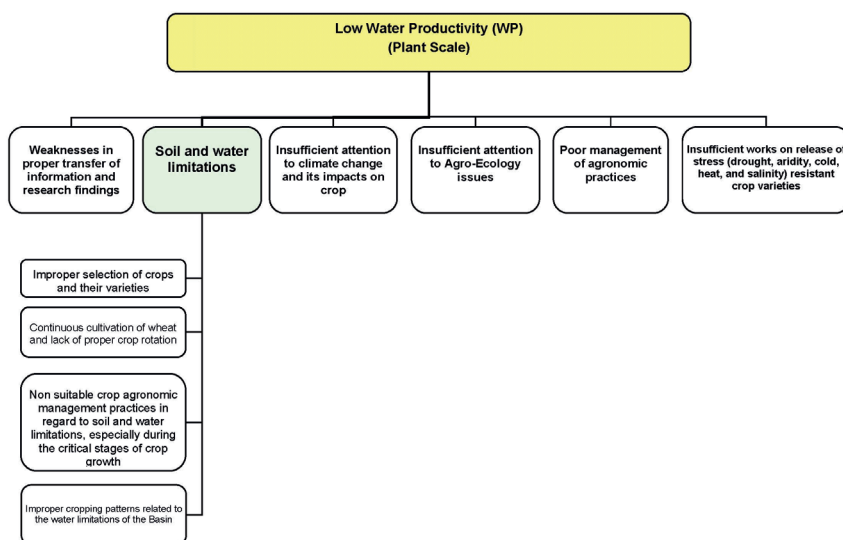 Low Water Productivity (WP)
(Plant Scale)
Weaknesses in
proper transfer of
information and
research findings
Soil and water
limitations
Insufficient attention
to climate change
and its impacts on
crop
Insufficient attention
to Agro-Ecology
issues
Poor management
of agronomic
practices
Insufficient works on release of
stress (drought, aridity, cold,
heat, and salinity) resistant
crop varieties
Improper selection of crops
and their varieties
Continuous cultivation of wheat
and lack of proper crop rotation
Non suitable crop agronomic
management practices in
regard to soil and water
limitations, especially during
the critical stages of crop
growth
Improper cropping patterns related to
the water limitations of the Basin